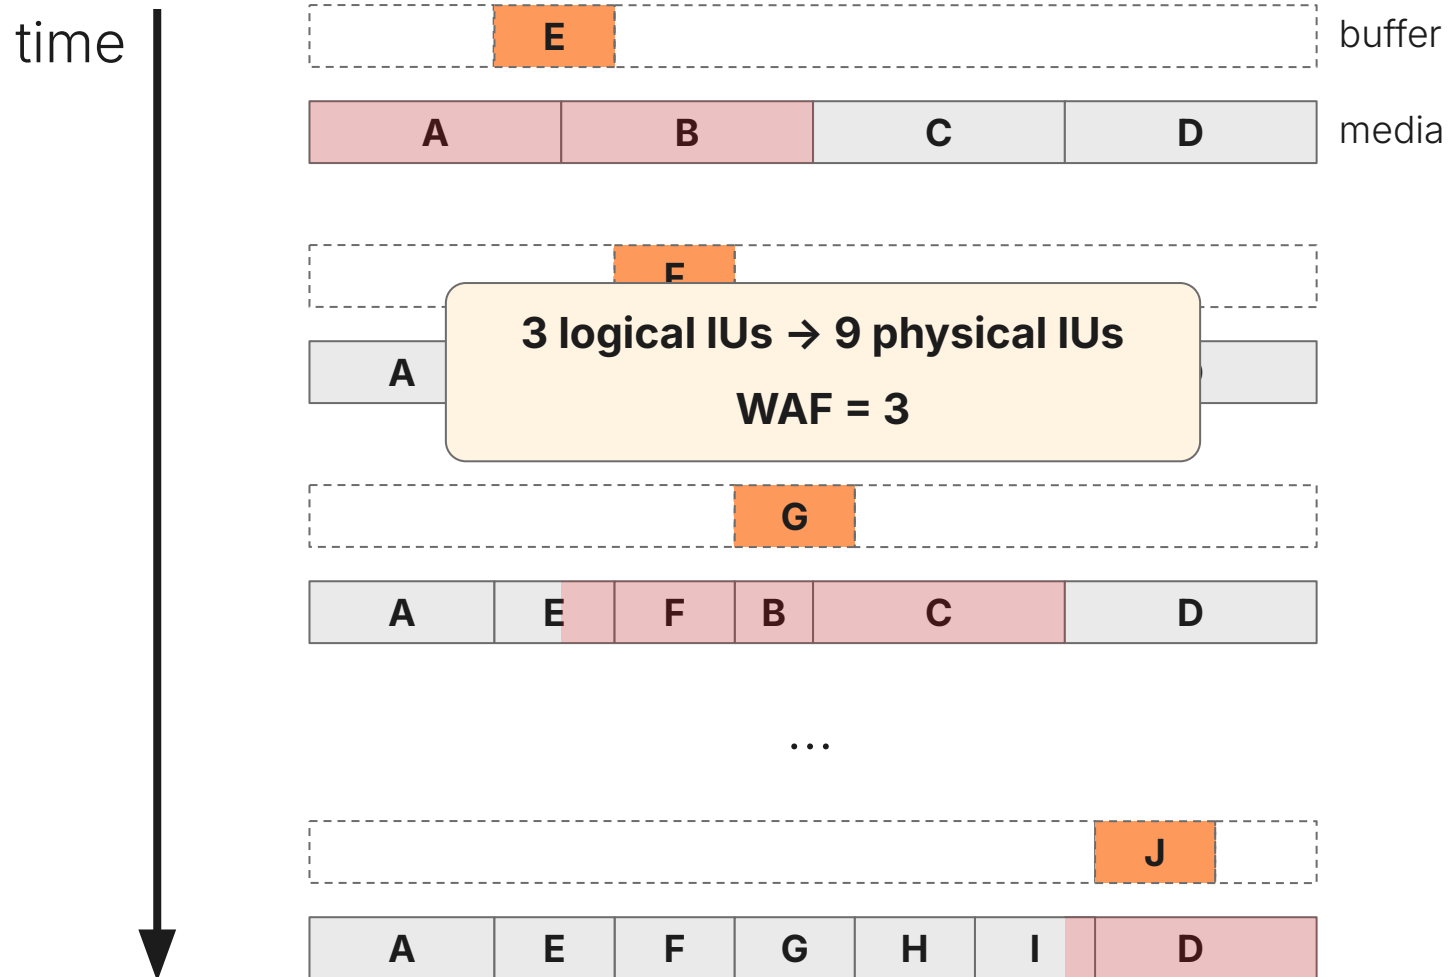 time
E
buffer
A B C D
media
A
3 logical IUs → 9 physical IUs
WAF = 3
G
A E F B C D
...
J
A E F G H I D